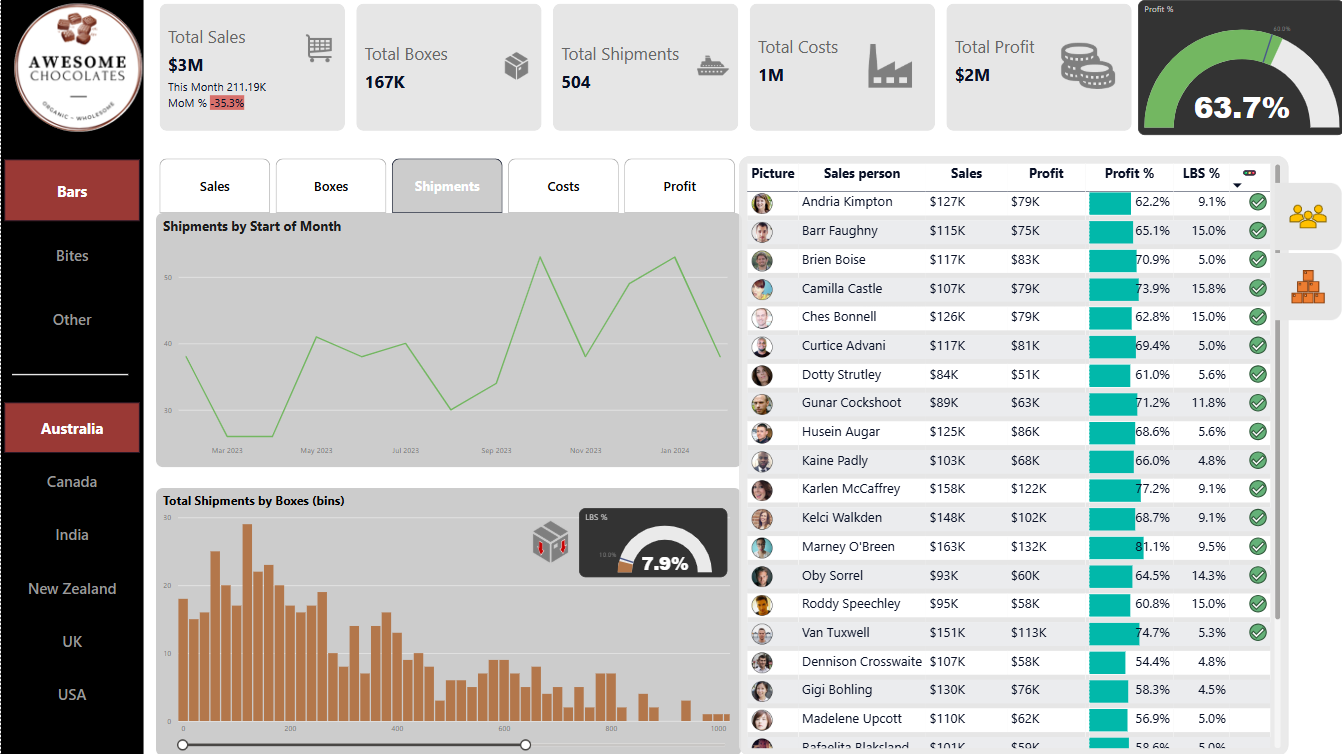 AWESOME
CHOCOLATES
ORGANIC - WHOLESOME
Bars
Bites
Other
Australia
Canada
India
New Zealand
UK
USA
Total Sales
$3M
This Month 211.19K
MoM % -35.3%
Total Boxes
167K
Total Shipments
504
Total Costs
1M
Total Profit
$2M
Profit %
60.0%
63.7%
Sales
Boxes
Shipments
Costs
Profit
Shipments by Start of Month
50
40
30
Mar 2023 May 2023 Jul 2023 Sep 2023 Nov 2023 Jan 2024
Total Shipments by Boxes (bins)
30
20
10
0
0 200 400 600 800 1000
LBS %
10.0%
7.9%
Picture Sales person Sales Profit Profit % LBS %
Andria Kimpton $127K $79K 62.2% 9.1%
Barr Faughny $115K $75K 65.1% 15.0%
Brien Boise $117K $83K 70.9% 5.0%
Camilla Castle $107K $79K 73.9% 15.8%
Ches Bonnell $126K $79K 62.8% 15.0%
Curtice Advani $117K $81K 69.4% 5.0%
Dotty Strutley $84K $51K 61.0% 5.6%
Gunar Cockshoot $89K $63K 71.2% 11.8%
Husein Augar $125K $86K 68.6% 5.6%
Kaine Padly $103K $68K 66.0% 4.8%
Karlen McCaffrey $158K $122K 77.2% 9.1%
Kelci Walkden $148K $102K 68.7% 9.1%
Marney O'Breen $163K $132K 81.1% 9.5%
Oby Sorrel $93K $60K 64.5% 14.3%
Roddy Speechley $95K $58K 60.8% 15.0%
Van Tuxwell $151K $113K 74.7% 5.3%
Dennison Crosswaite $107K $58K 54.4% 4.8%
Gigi Bohling $130K $76K 58.3% 4.5%
Madelene Upcott $110K $62K 56.9% 5.0%
Rafaelita Blaksland $101K $59K 58.6% 5.0%